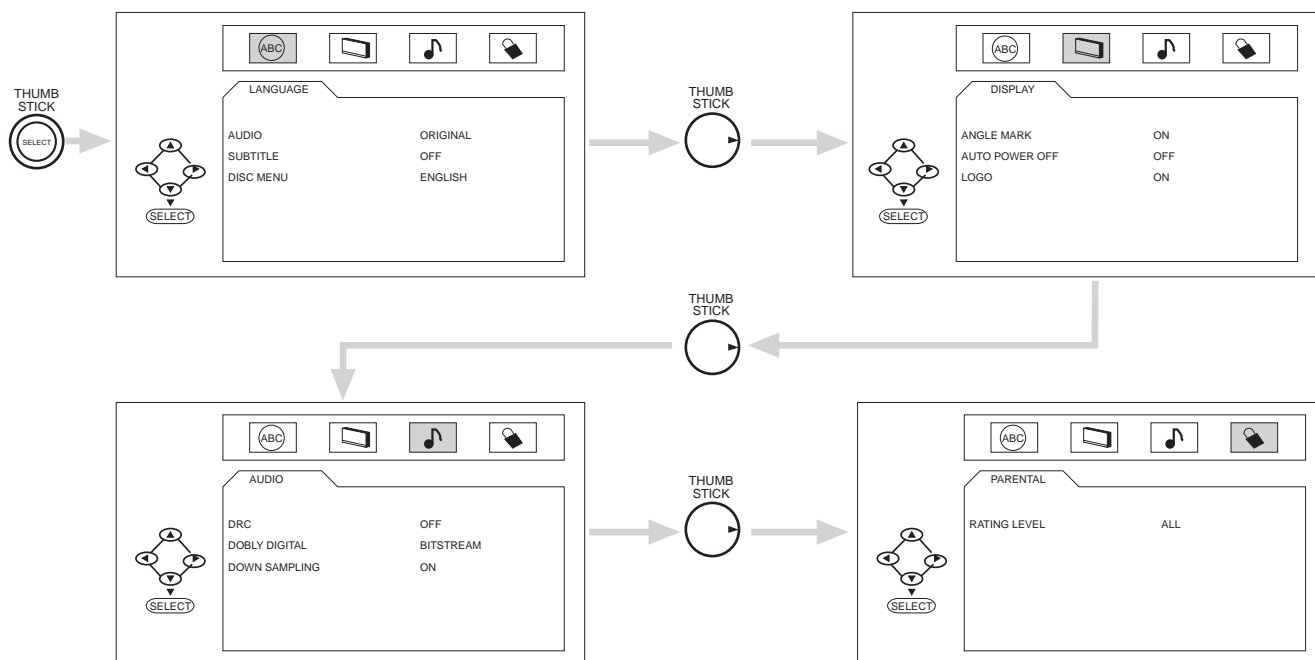 THUMB
STICK
SELECT
ABC
LANGUAGE
AUDIO ORIGINAL
SUBTITLE OFF
DISC MENU ENGLISH
SELECT
THUMB
STICK
ABC
DISPLAY
ANGLE MARK ON
AUTO POWER OFF OFF
LOGO ON
SELECT
THUMB
STICK
ABC
AUDIO
DRC OFF
DOBLY DIGITAL BITSTREAM
DOWN SAMPLING ON
SELECT
THUMB
STICK
ABC
PARENTAL
RATING LEVEL ALL
SELECT